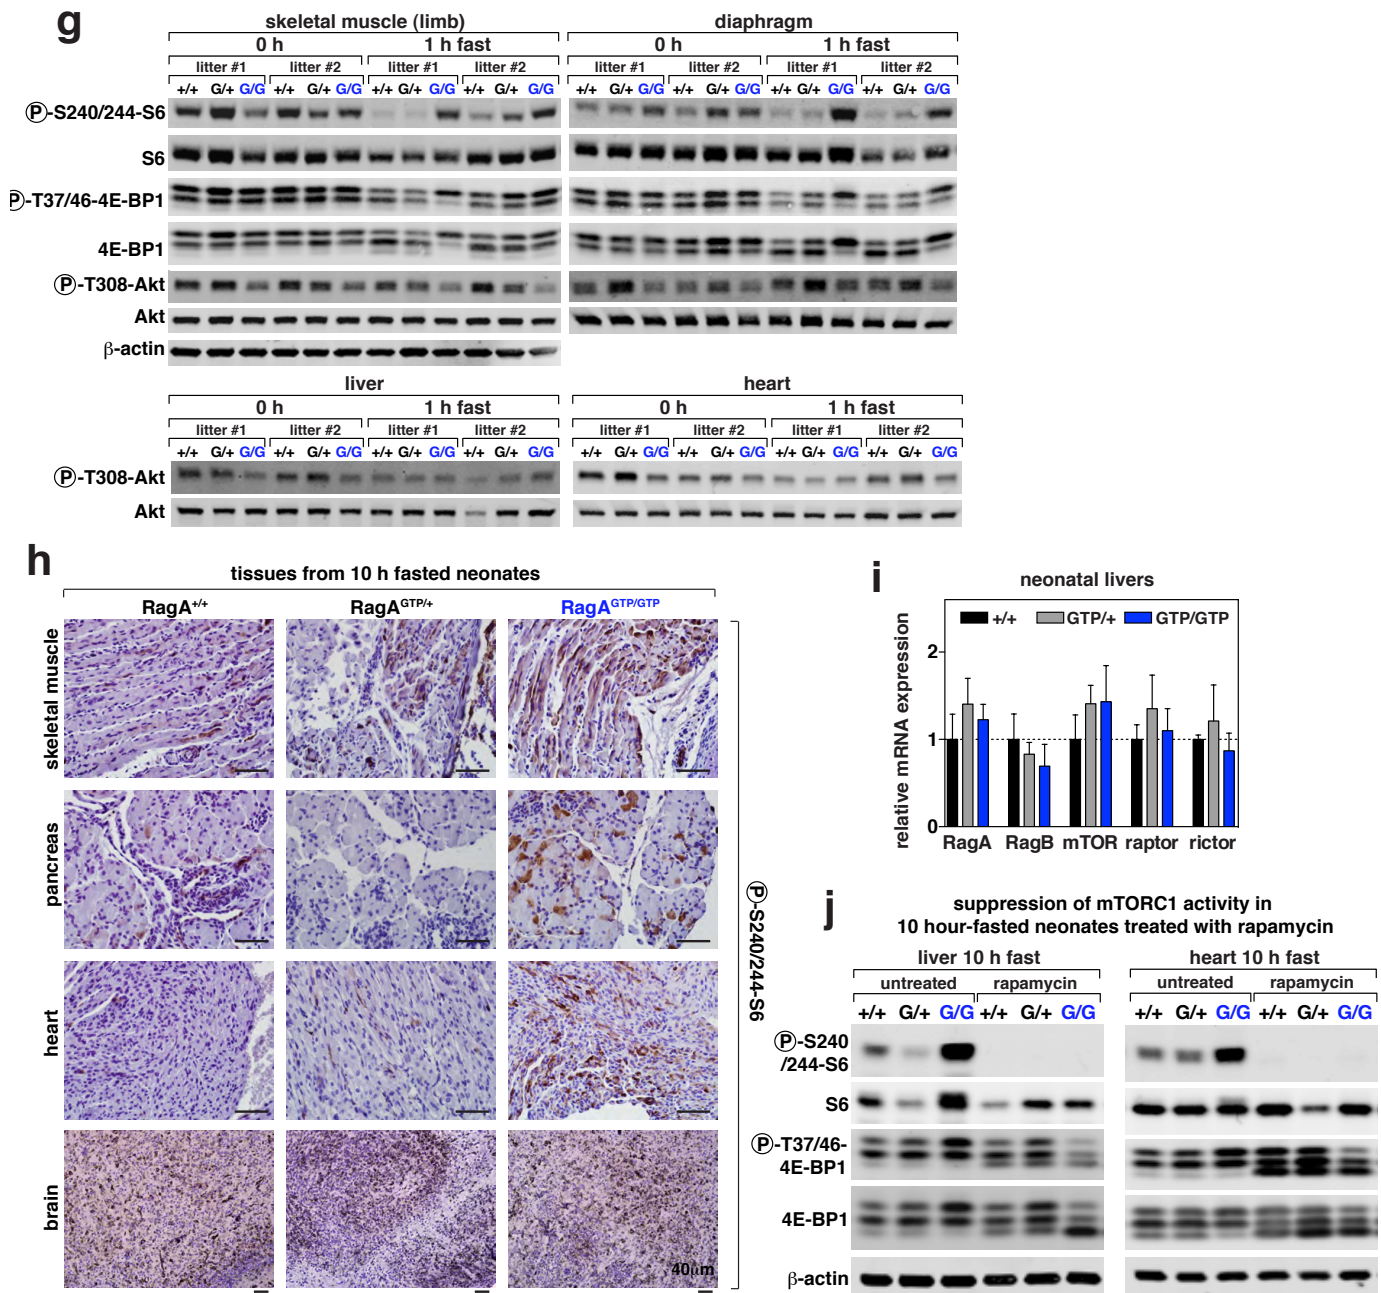 g
skeletal muscle (limb) diaphragm
0 h 1 h fast 0 h 1 h fast
litter #1 litter #2 litter #1 litter #2 litter #1 litter #2 litter #1 litter #2
+/+ G/+ G/G +/+ G/+ G/G +/+ G/+ G/G +/+ G/+ G/G +/+ G/+ G/G +/+ G/+ G/G +/+ G/+ G/G +/+ G/+ G/G
Ⓟ-S240/244-S6
S6
Ⓟ-T37/46-4E-BP1
4E-BP1
Ⓟ-T308-Akt
Akt
β-actin
liver heart
0 h 1 h fast 0 h 1 h fast
litter #1 litter #2 litter #1 litter #2 litter #1 litter #2 litter #1 litter #2
+/+ G/+ G/G +/+ G/+ G/G +/+ G/+ G/G +/+ G/+ G/G +/+ G/+ G/G +/+ G/+ G/G +/+ G/+ G/G +/+ G/+ G/G
Ⓟ-T308-Akt
Akt
h
tissues from 10 h fasted neonates
RagA+/+ RagAGTP/+ RagAGTP/GTP
skeletal muscle
pancreas
heart
brain
Ⓟ-S240/244-S6
40μm
i
neonatal livers
+/+ GTP/+ GTP/GTP
relative mRNA expression
2
1
0
RagA RagB mTOR raptor rictor
j
suppression of mTORC1 activity in
10 hour-fasted neonates treated with rapamycin
liver 10 h fast heart 10 h fast
untreated rapamycin untreated rapamycin
+/+ G/+ G/G +/+ G/+ G/G +/+ G/+ G/G +/+ G/+ G/G
Ⓟ-S240
/244-S6
S6
Ⓟ-T37/46-
4E-BP1
4E-BP1
β-actin